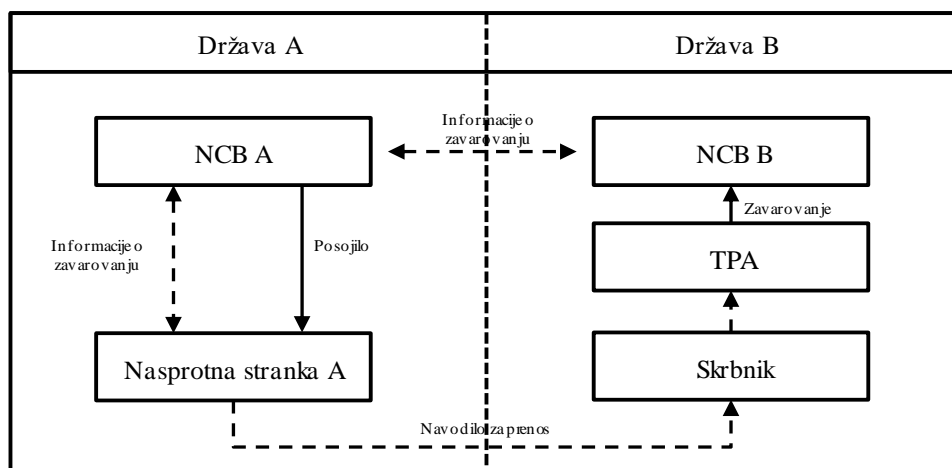 Država A
Država B
Informacije o
zavarovanju
NCB A
NCB B
Zavarovanje
Informacije o
zavarovanju
Posojilo
TPA
Nasprotna stranka A
Skrbnik
Navodilo za prenos